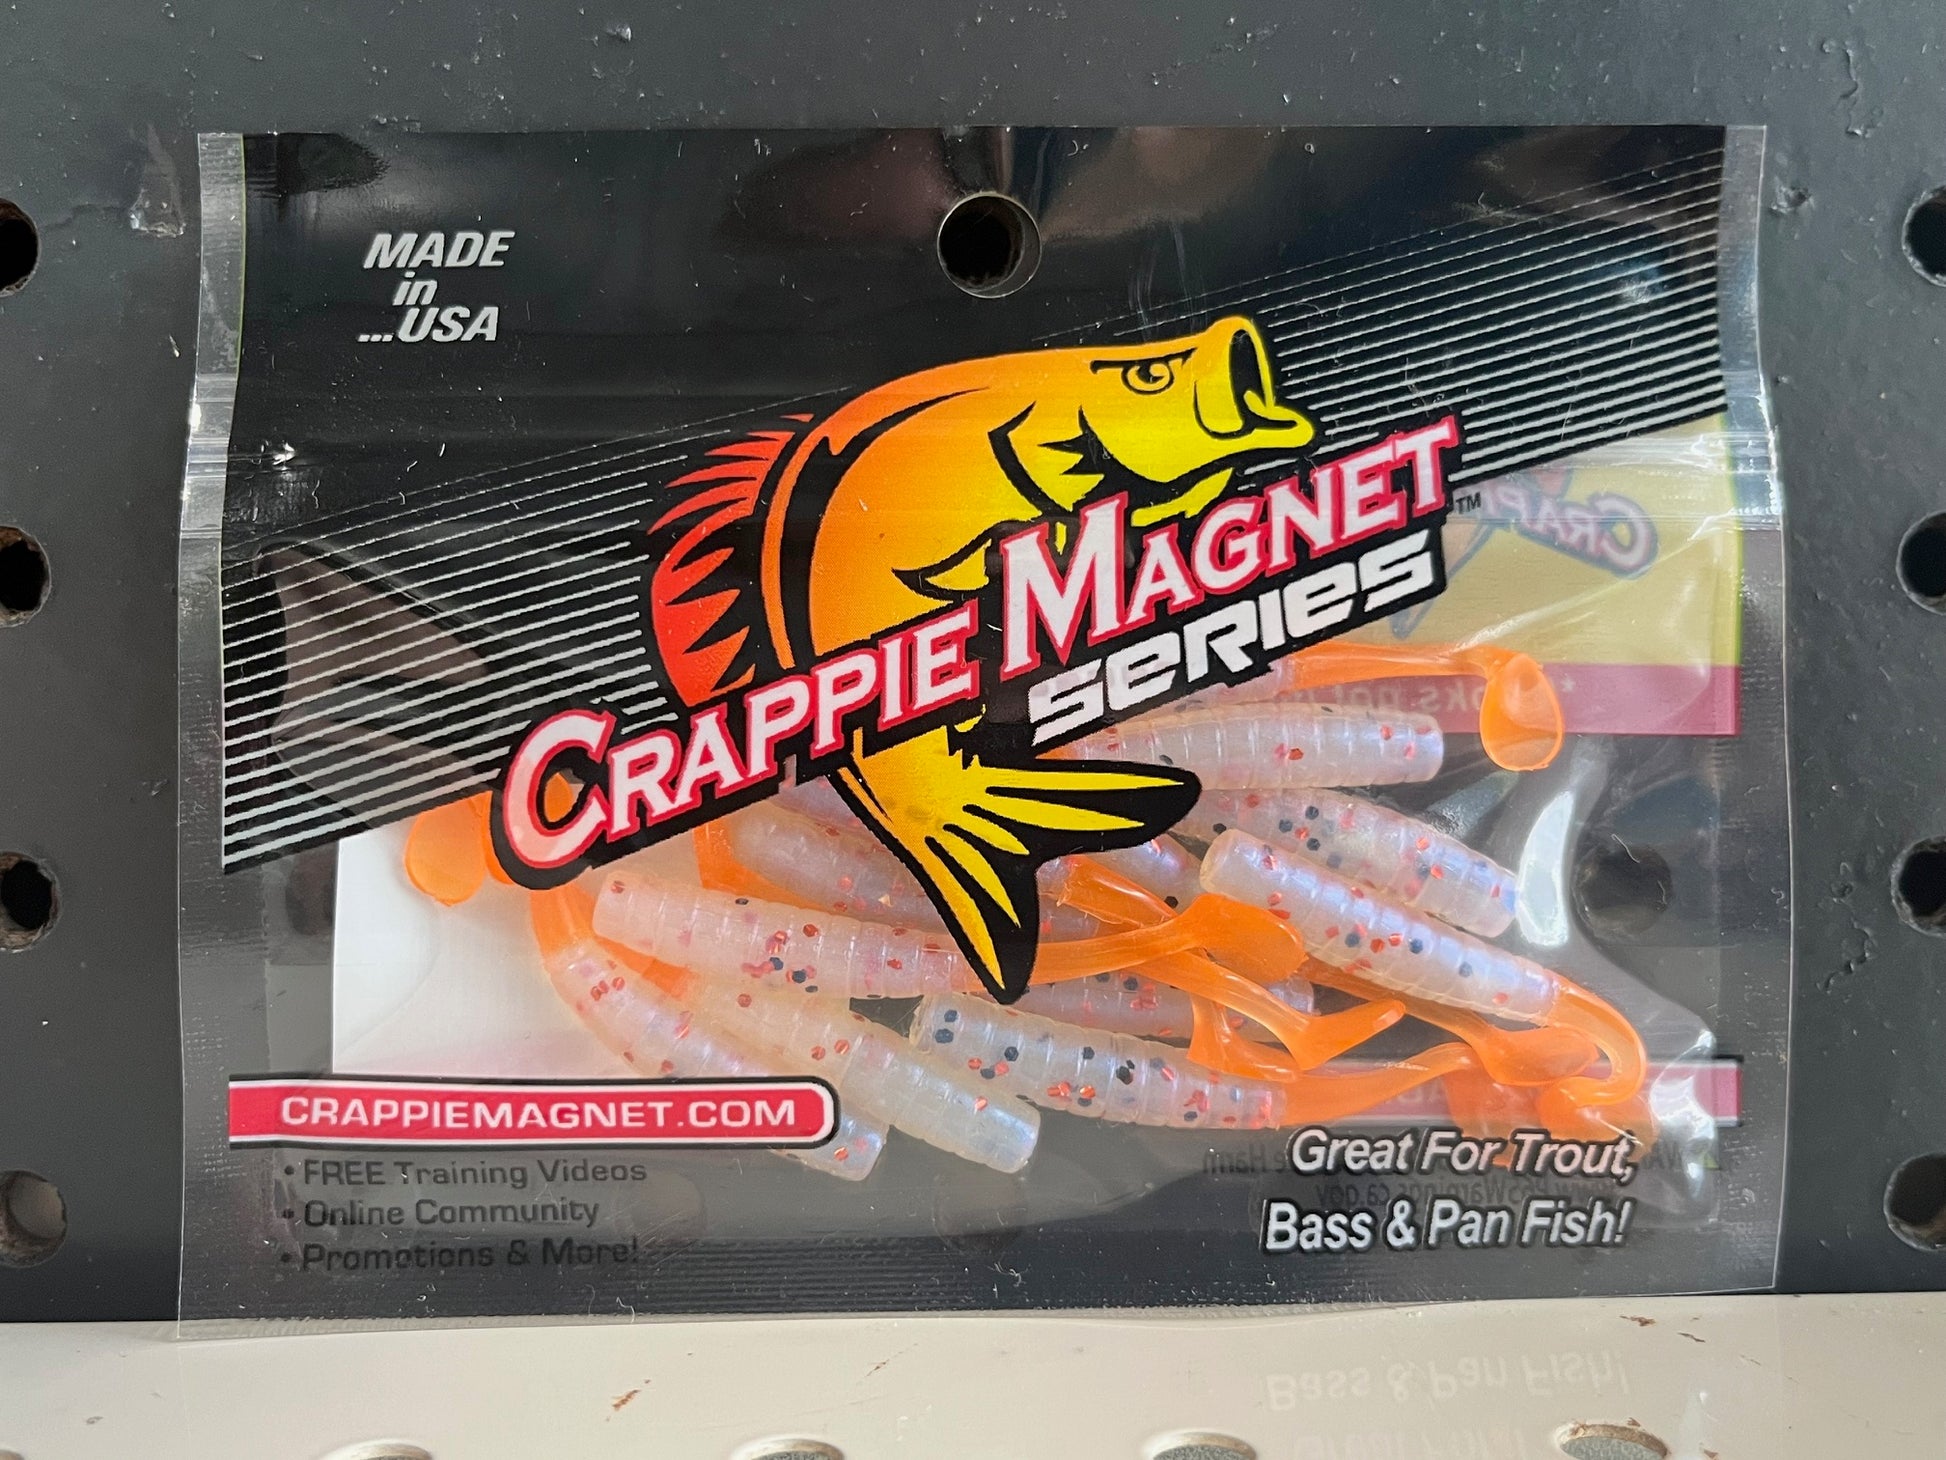 MADE
in
...USA
CRAPPIE MAGNET™
SERIES
CRAPPIEMAGNET.COM
• FREE Training Videos
• Online Community
• Promotions & More!
Great For Trout,
Bass & Pan Fish!